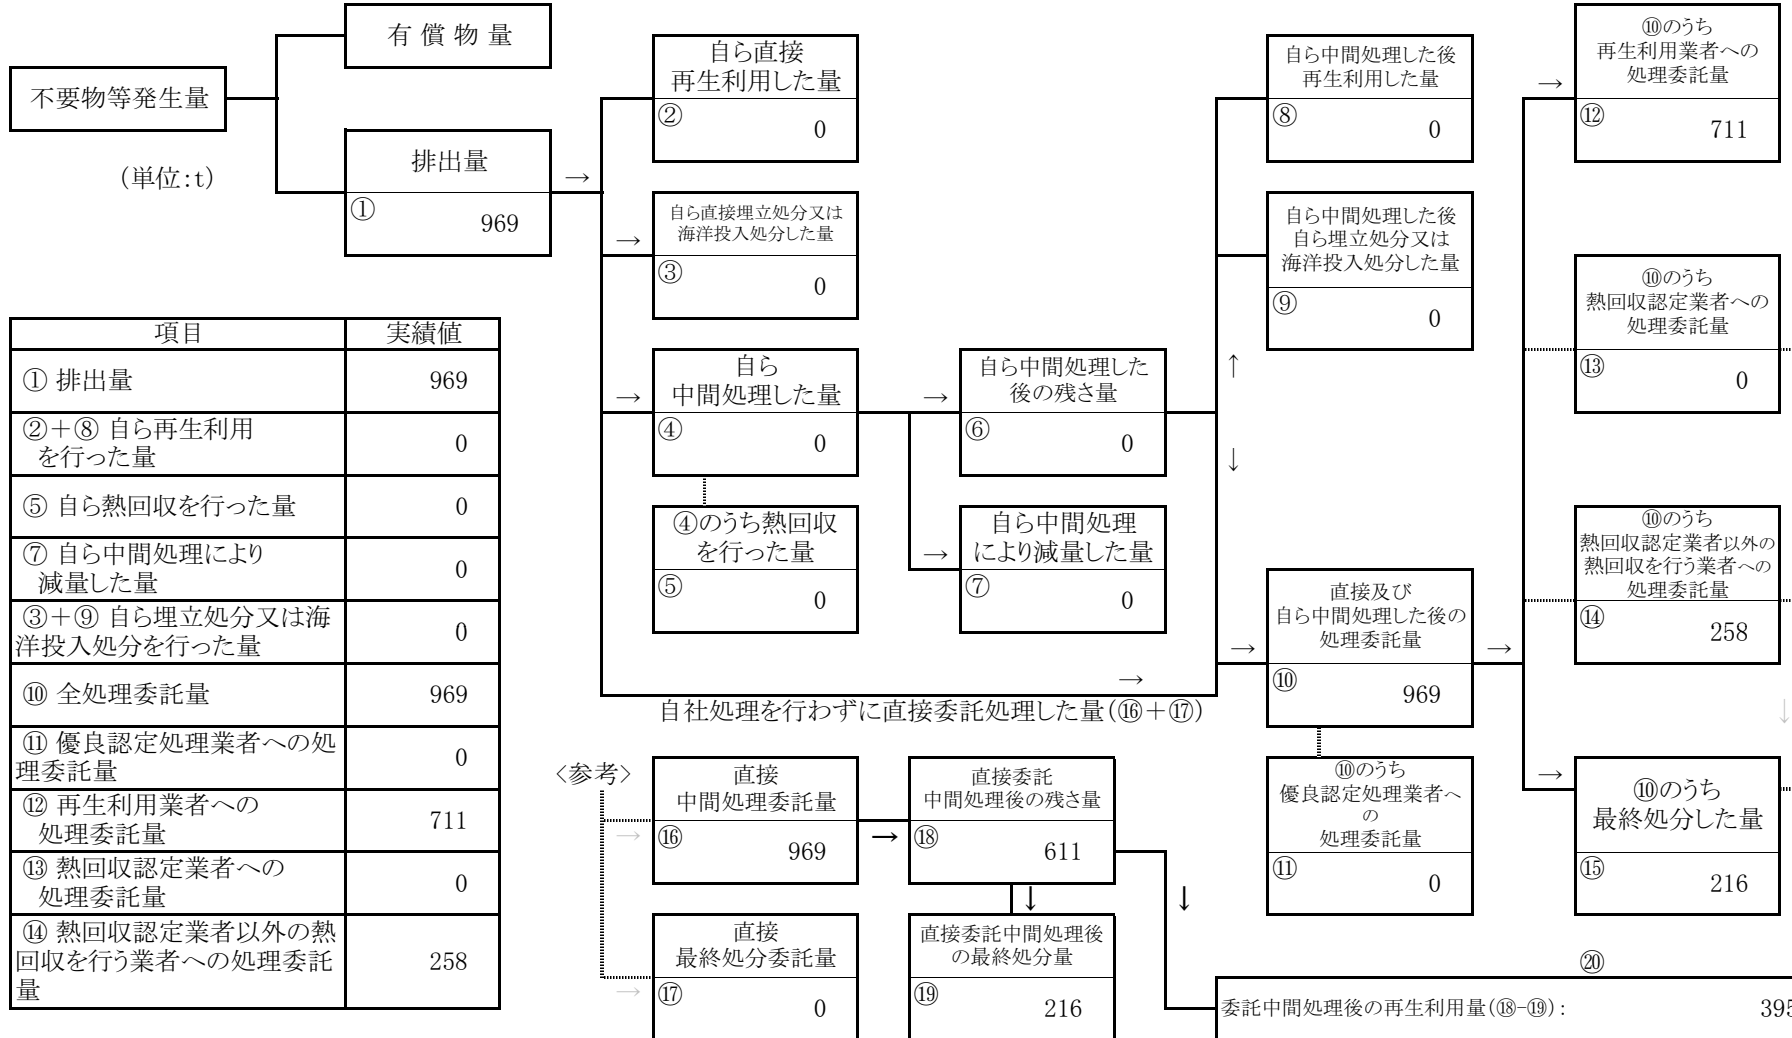 有 償 物 量
不要物等発生量
(単位:t)
排出量
①
969
→
自ら直接
再生利用した量
②
0
→
自ら直接埋立処分又は
海洋投入処分した量
③
0
→
自ら
中間処理した量
④
0
④のうち熱回収
を行った量
⑤
0
→
自ら中間処理した
後の残さ量
⑥
0
→
自ら中間処理
により減量した量
⑦
0
↑
↓
自ら中間処理した後
再生利用した量
⑧
0
自ら中間処理した後
自ら埋立処分又は
海洋投入処分した量
⑨
0
→
自社処理を行わずに直接委託処理した量(⑯+⑰)
→
直接及び
自ら中間処理した後の
処理委託量
⑩
969
⑩のうち
優良認定処理業者へ
の
処理委託量
⑪
0
→
→
⑩のうち
再生利用業者への
処理委託量
⑫
711
⑩のうち
熱回収認定業者への
処理委託量
⑬
0
⑩のうち
熱回収認定業者以外の
熱回収を行う業者への
処理委託量
⑭
258
↓
→
⑩のうち
最終処分した量
⑮
216
項目 実績値
① 排出量 969
②+⑧ 自ら再生利用
を行った量 0
⑤ 自ら熱回収を行った量 0
⑦ 自ら中間処理により
減量した量 0
③+⑨ 自ら埋立処分又は海
洋投入処分を行った量 0
⑩ 全処理委託量 969
⑪ 優良認定処理業者への処
理委託量 0
⑫ 再生利用業者への
処理委託量 711
⑬ 熱回収認定業者への
処理委託量 0
⑭ 熱回収認定業者以外の熱
回収を行う業者への処理委託
量 258
<参考>
→
直接
中間処理委託量
⑯
969
→
直接委託
中間処理後の残さ量
⑱
611
↓
↓
→
直接
最終処分委託量
⑰
0
直接委託中間処理後
の最終処分量
⑲
216
⑳
委託中間処理後の再生利用量(⑱-⑲): 395